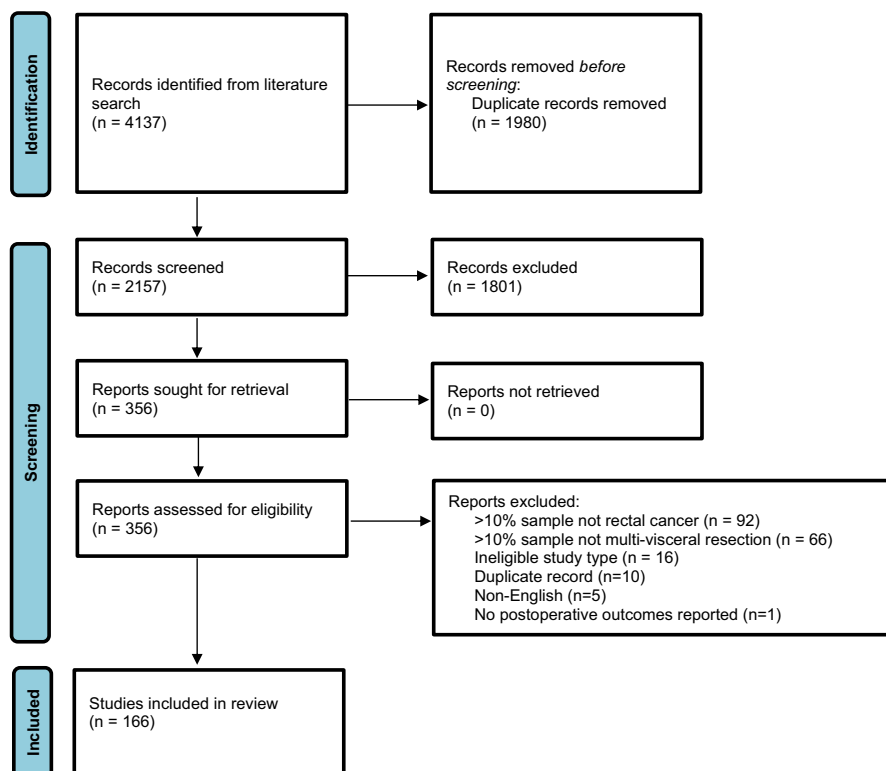 Identification
Records identified from literature
search
(n = 4137)
Records removed before
screening:
Duplicate records removed
(n = 1980)
Screening
Records screened
(n = 2157)
Records excluded
(n = 1801)
Reports sought for retrieval
(n = 356)
Reports not retrieved
(n = 0)
Reports assessed for eligibility
(n = 356)
Reports excluded:
>10% sample not rectal cancer (n = 92)
>10% sample not multi-visceral resection (n = 66)
Ineligible study type (n = 16)
Duplicate record (n=10)
Non-English (n=5)
No postoperative outcomes reported (n=1)
Included
Studies included in review
(n = 166)